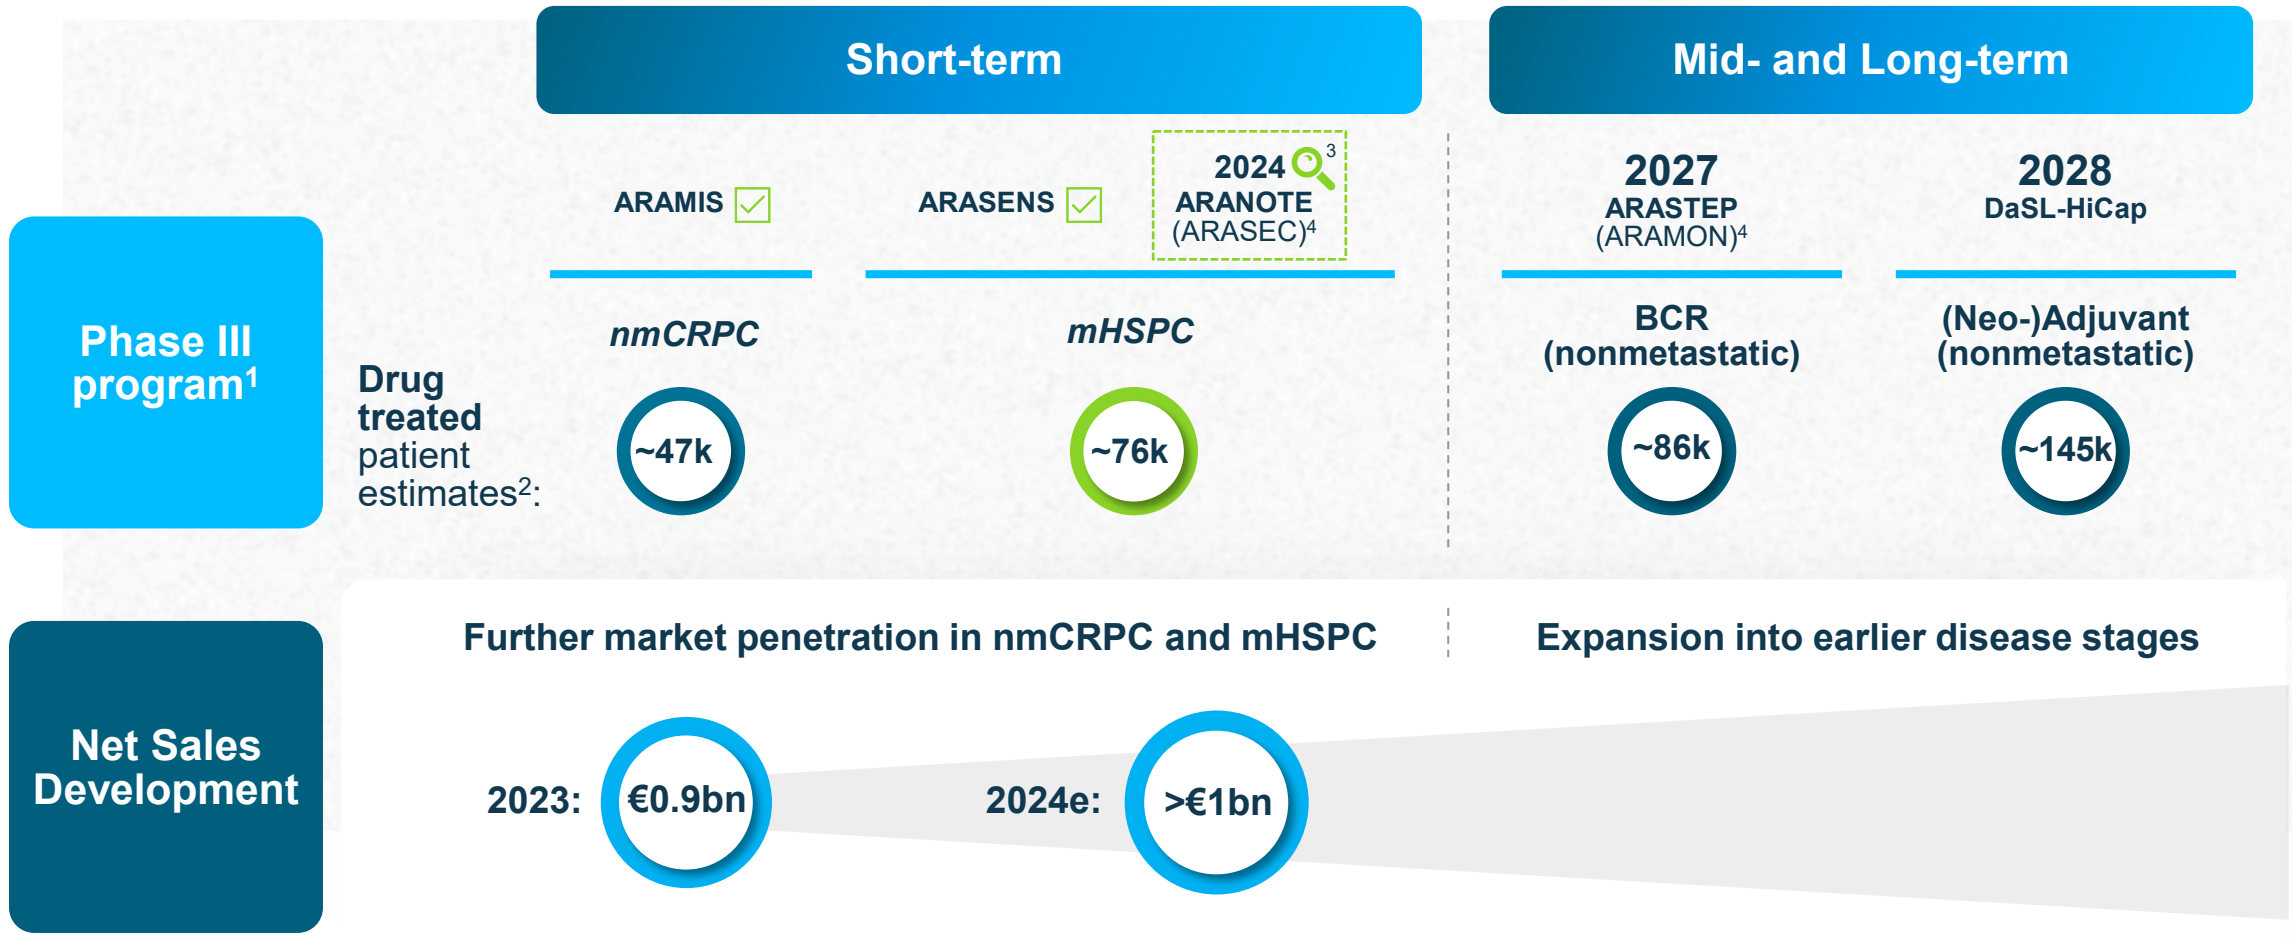 Short-term
Mid- and Long-term
Phase III
program¹
ARAMIS
ARASENS
2024 ³
ARANOTE
(ARASEC)⁴
2027
ARASTEP
(ARAMON)⁴
2028
DaSL-HiCap
nmCRPC
mHSPC
BCR
(nonmetastatic)
(Neo-)Adjuvant
(nonmetastatic)
Drug
treated
patient
estimates²:
~47k
~76k
~86k
~145k
Net Sales
Development
Further market penetration in nmCRPC and mHSPC
Expansion into earlier disease stages
2023:
€0.9bn
2024e:
>€1bn